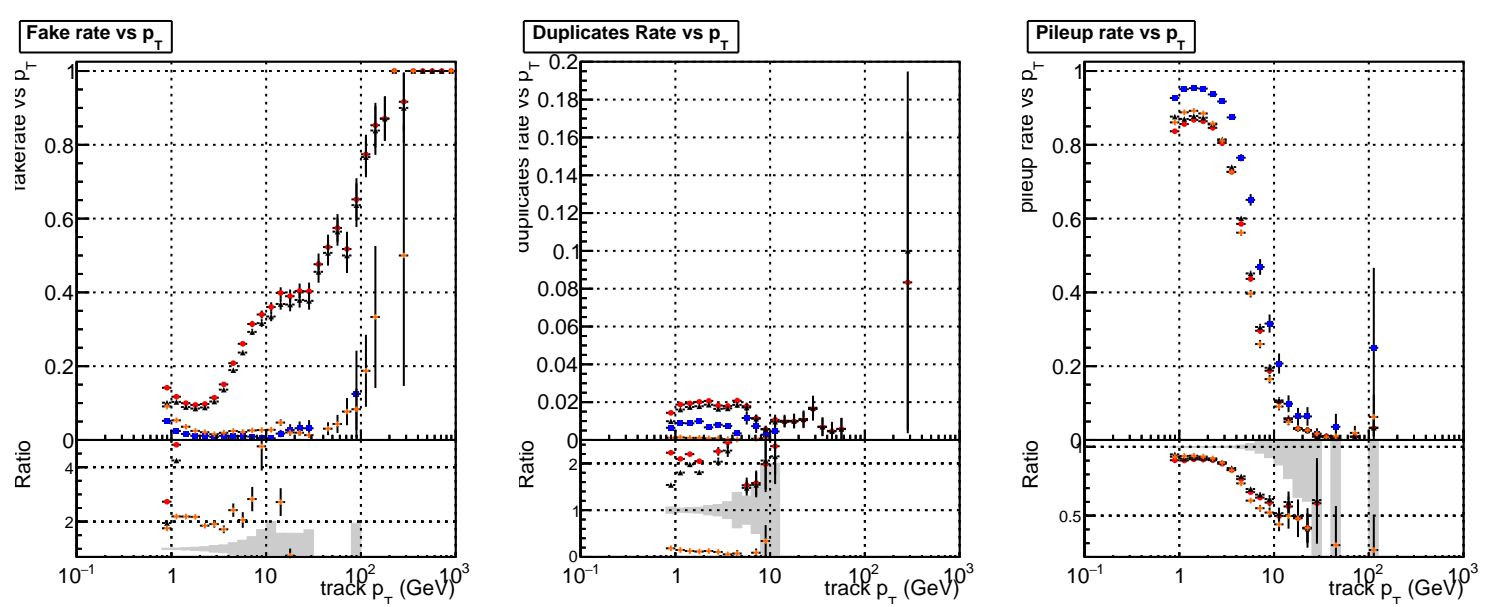 Fake rate vs p_T
fakerate vs p_T
1
0.8
0.6
0.4
0.2
0
Ratio
4
2
10^−1 1 10 10^2 10^3
track p_T (GeV)
Duplicates Rate vs p_T
duplicates rate vs p_T
0.2
0.18
0.16
0.14
0.12
0.1
0.08
0.06
0.04
0.02
0
Ratio
2
1
0
10^−1 1 10 10^2 10^3
track p_T (GeV)
Pileup rate vs p_T
pileup rate vs p_T
1
0.8
0.6
0.4
0.2
0
Ratio
1
0.5
10^−1 1 10 10^2 10^3
track p_T (GeV)